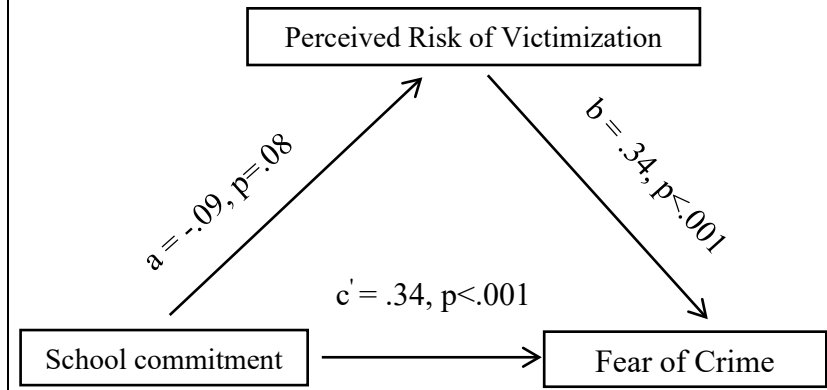 Perceived Risk of Victimization
a = -.09, p=.08
b = .34, p<.001
c' = .34, p<.001
School commitment
Fear of Crime